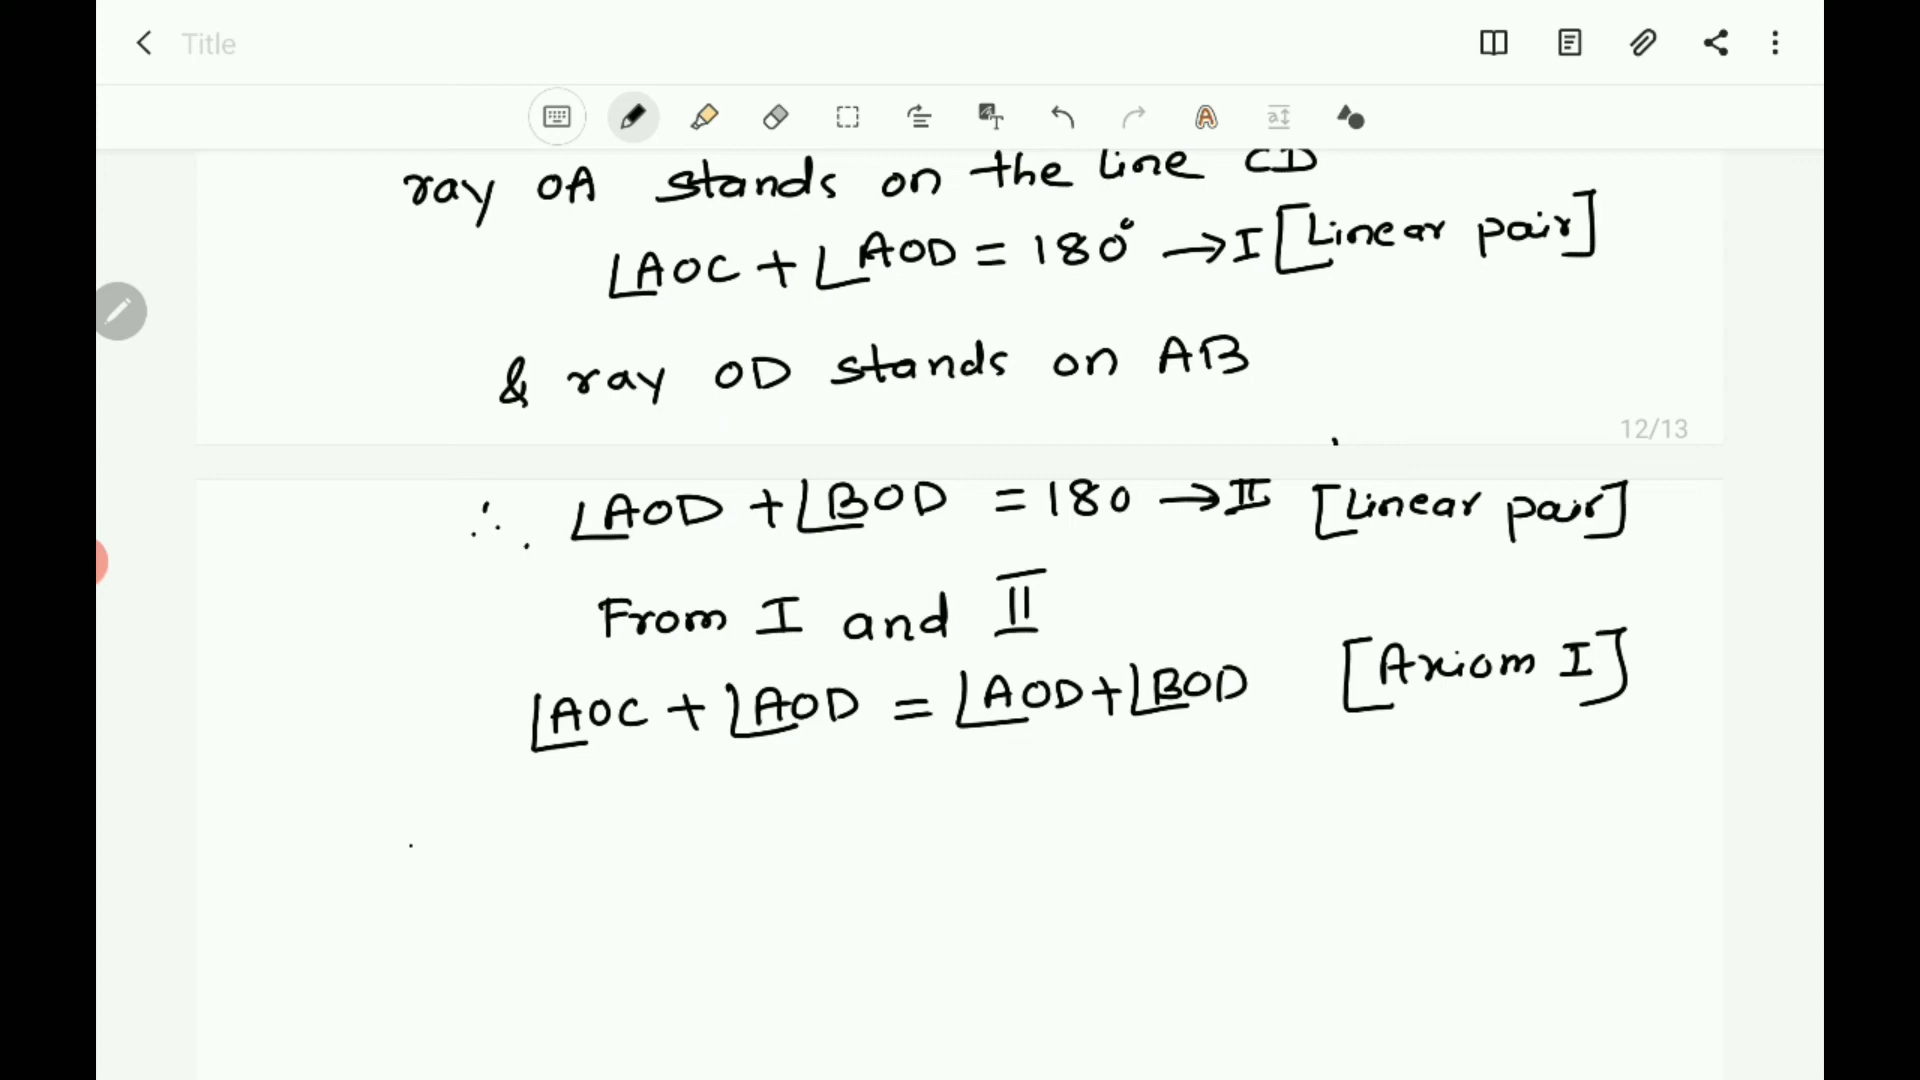 Title
ray OA stands on the line CD
∠AOC + ∠AOD = 180° → I [Linear pair]
& ray OD stands on AB
12/13
∴ ∠AOD + ∠BOD = 180 → II [Linear pair]
From I and II
∠AOC + ∠AOD = ∠AOD + ∠BOD [Axiom I]